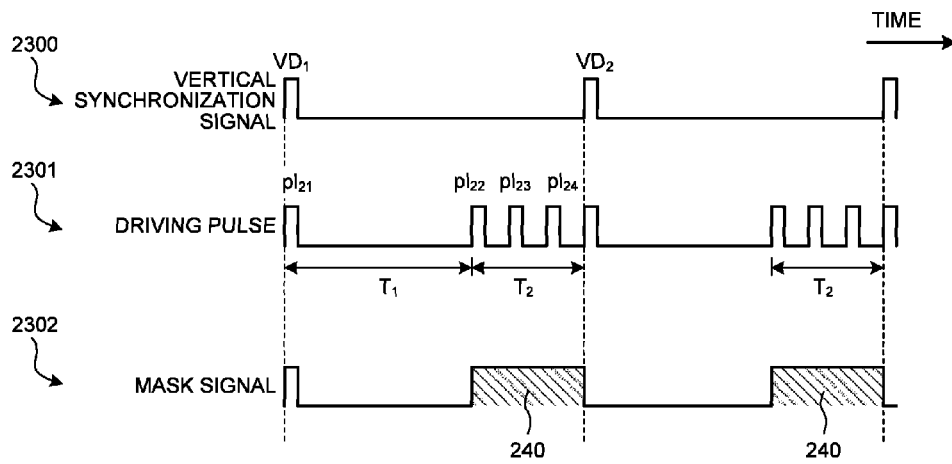 TIME
2300
VD₁
VD₂
VERTICAL
SYNCHRONIZATION
SIGNAL
2301
pl₂₁
pl₂₂
pl₂₃
pl₂₄
DRIVING PULSE
T₁
T₂
T₂
2302
MASK SIGNAL
240
240